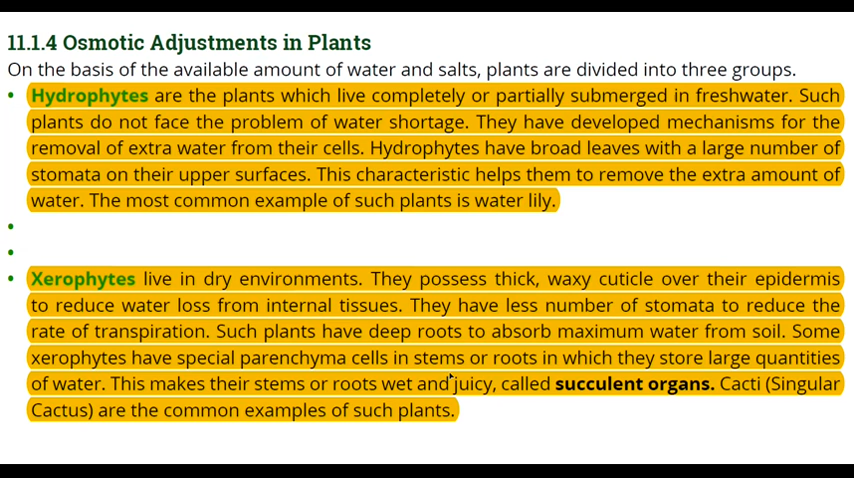 11.1.4 Osmotic Adjustments in Plants
On the basis of the available amount of water and salts, plants are divided into three groups.
• Hydrophytes are the plants which live completely or partially submerged in freshwater. Such
plants do not face the problem of water shortage. They have developed mechanisms for the
removal of extra water from their cells. Hydrophytes have broad leaves with a large number of
stomata on their upper surfaces. This characteristic helps them to remove the extra amount of
water. The most common example of such plants is water lily.
•
•
• Xerophytes live in dry environments. They possess thick, waxy cuticle over their epidermis
to reduce water loss from internal tissues. They have less number of stomata to reduce the
rate of transpiration. Such plants have deep roots to absorb maximum water from soil. Some
xerophytes have special parenchyma cells in stems or roots in which they store large quantities
of water. This makes their stems or roots wet and juicy, called succulent organs. Cacti (Singular
Cactus) are the common examples of such plants.